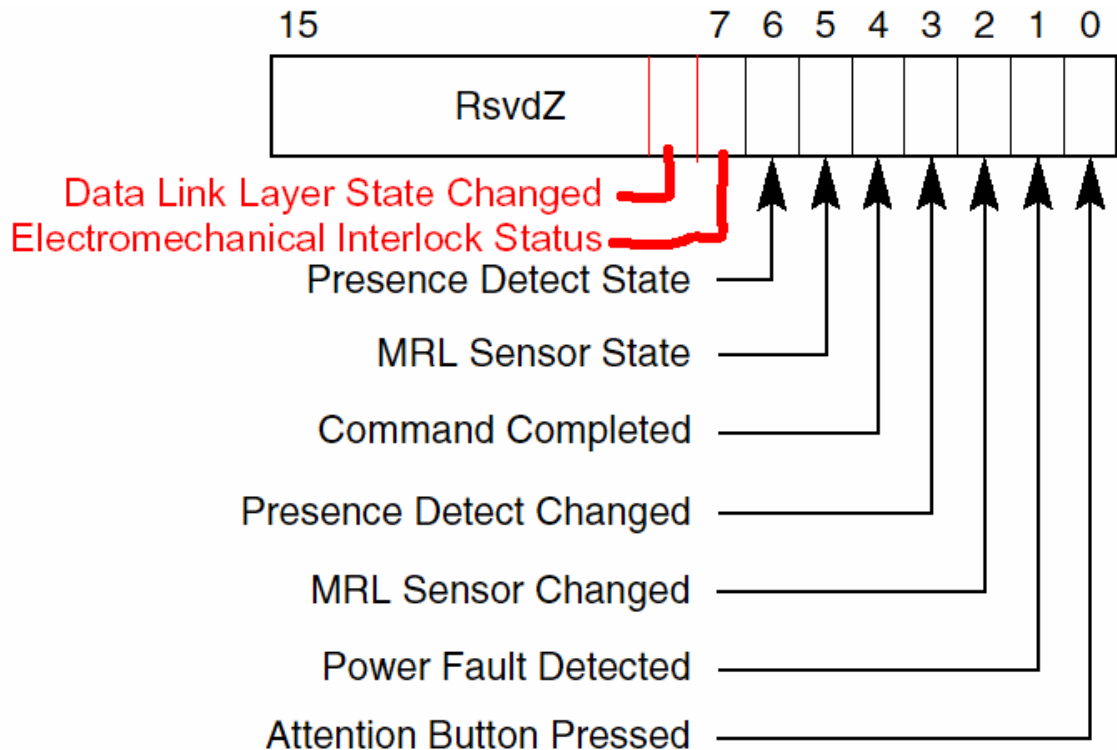 15 7 6 5 4 3 2 1 0
RsvdZ
Data Link Layer State Changed
Electromechanical Interlock Status
Presence Detect State
MRL Sensor State
Command Completed
Presence Detect Changed
MRL Sensor Changed
Power Fault Detected
Attention Button Pressed